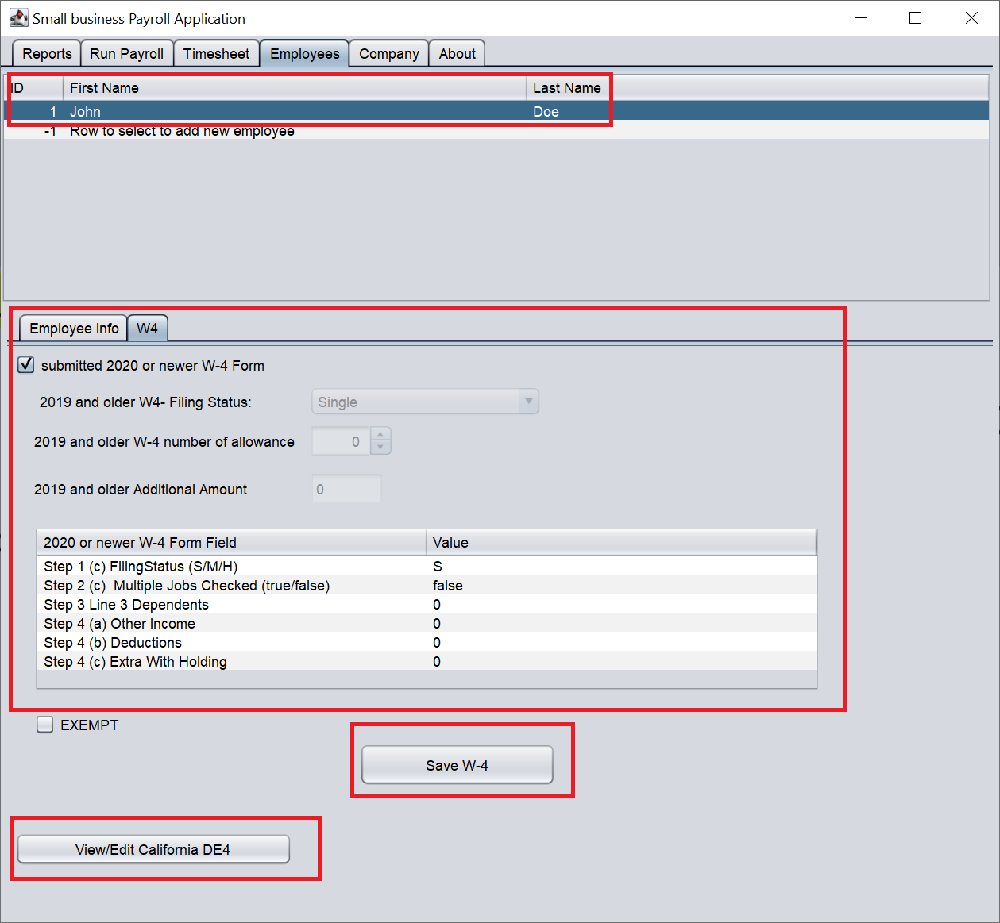 Small business Payroll Application
Reports Run Payroll Timesheet Employees Company About
ID First Name Last Name
1 John Doe
-1 Row to select to add new employee
Employee Info W4
submitted 2020 or newer W-4 Form
2019 and older W4- Filing Status: Single
2019 and older W-4 number of allowance 0
2019 and older Additional Amount 0
2020 or newer W-4 Form Field Value
Step 1 (c) FilingStatus (S/M/H) S
Step 2 (c)  Multiple Jobs Checked (true/false) false
Step 3 Line 3 Dependents 0
Step 4 (a) Other Income 0
Step 4 (b) Deductions 0
Step 4 (c) Extra With Holding 0
EXEMPT
Save W-4
View/Edit California DE4